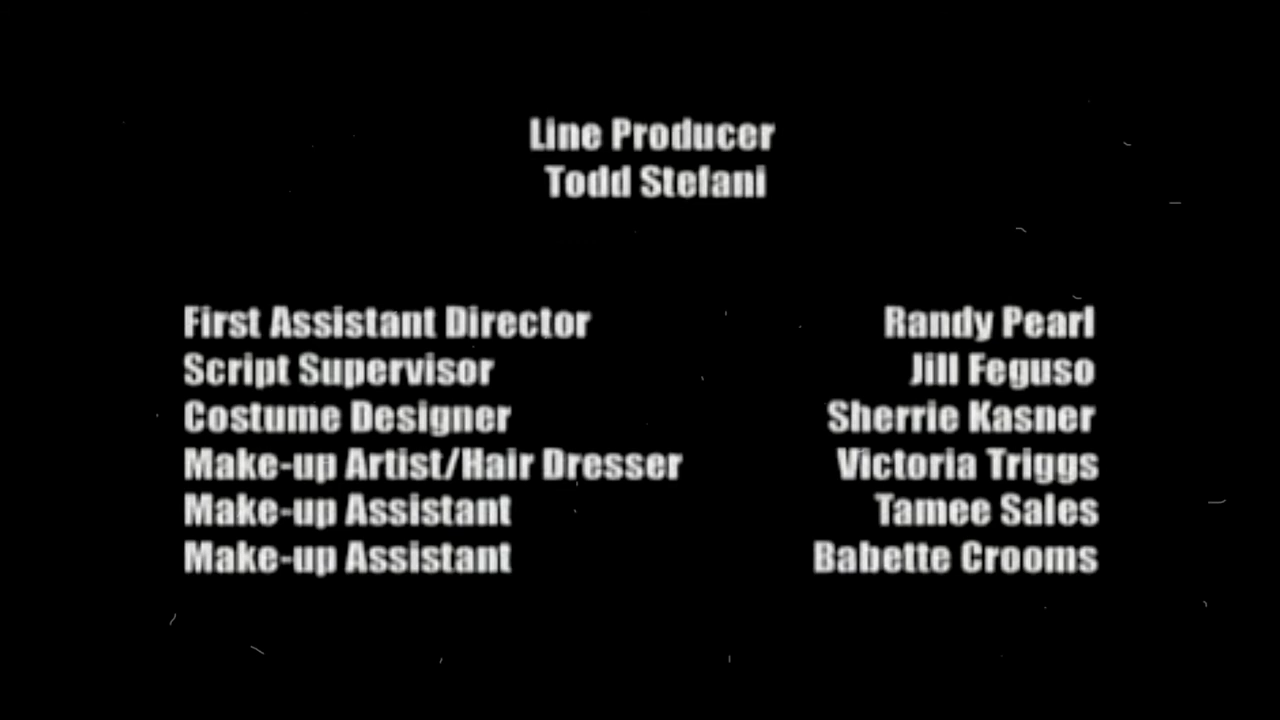 Line Producer
Todd Stefani
First Assistant Director Randy Pearl
Script Supervisor Jill Feguso
Costume Designer Sherrie Kasner
Make-up Artist/Hair Dresser Victoria Triggs
Make-up Assistant Tamee Sales
Make-up Assistant Babette Crooms